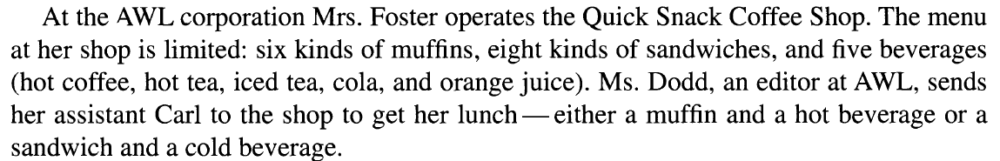 At the AWL corporation Mrs. Foster operates the Quick Snack Coffee Shop. The menu
at her shop is limited: six kinds of muffins, eight kinds of sandwiches, and five beverages
(hot coffee, hot tea, iced tea, cola, and orange juice). Ms. Dodd, an editor at AWL, sends
her assistant Carl to the shop to get her lunch — either a muffin and a hot beverage or a
sandwich and a cold beverage.